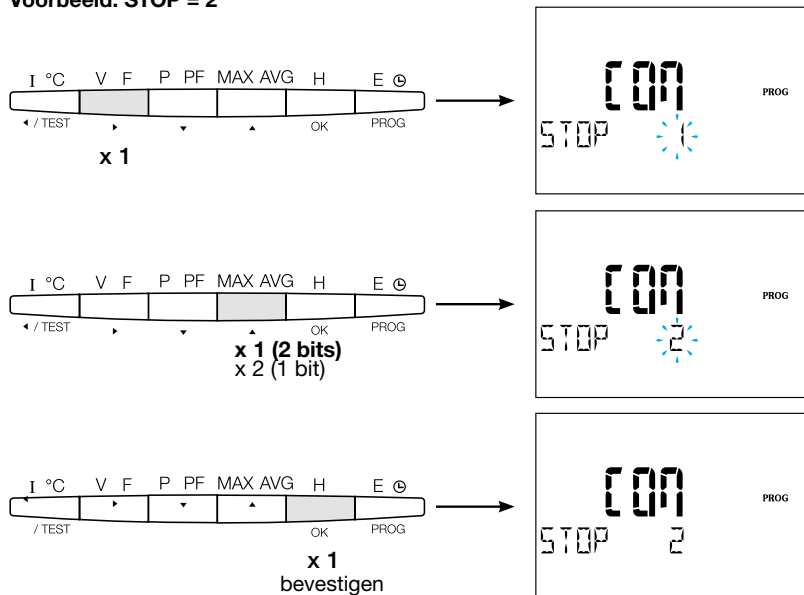 Voorbeeld: STOP = 2
I °C V F P PF MAX AVG H E
/ TEST OK PROG
x 1
COM PROG
STOP 1
I °C V F P PF MAX AVG H E
/ TEST OK PROG
x 1 (2 bits)
x 2 (1 bit)
COM PROG
STOP 2
I °C V F P PF MAX AVG H E
/ TEST OK PROG
x 1
bevestigen
COM PROG
STOP 2